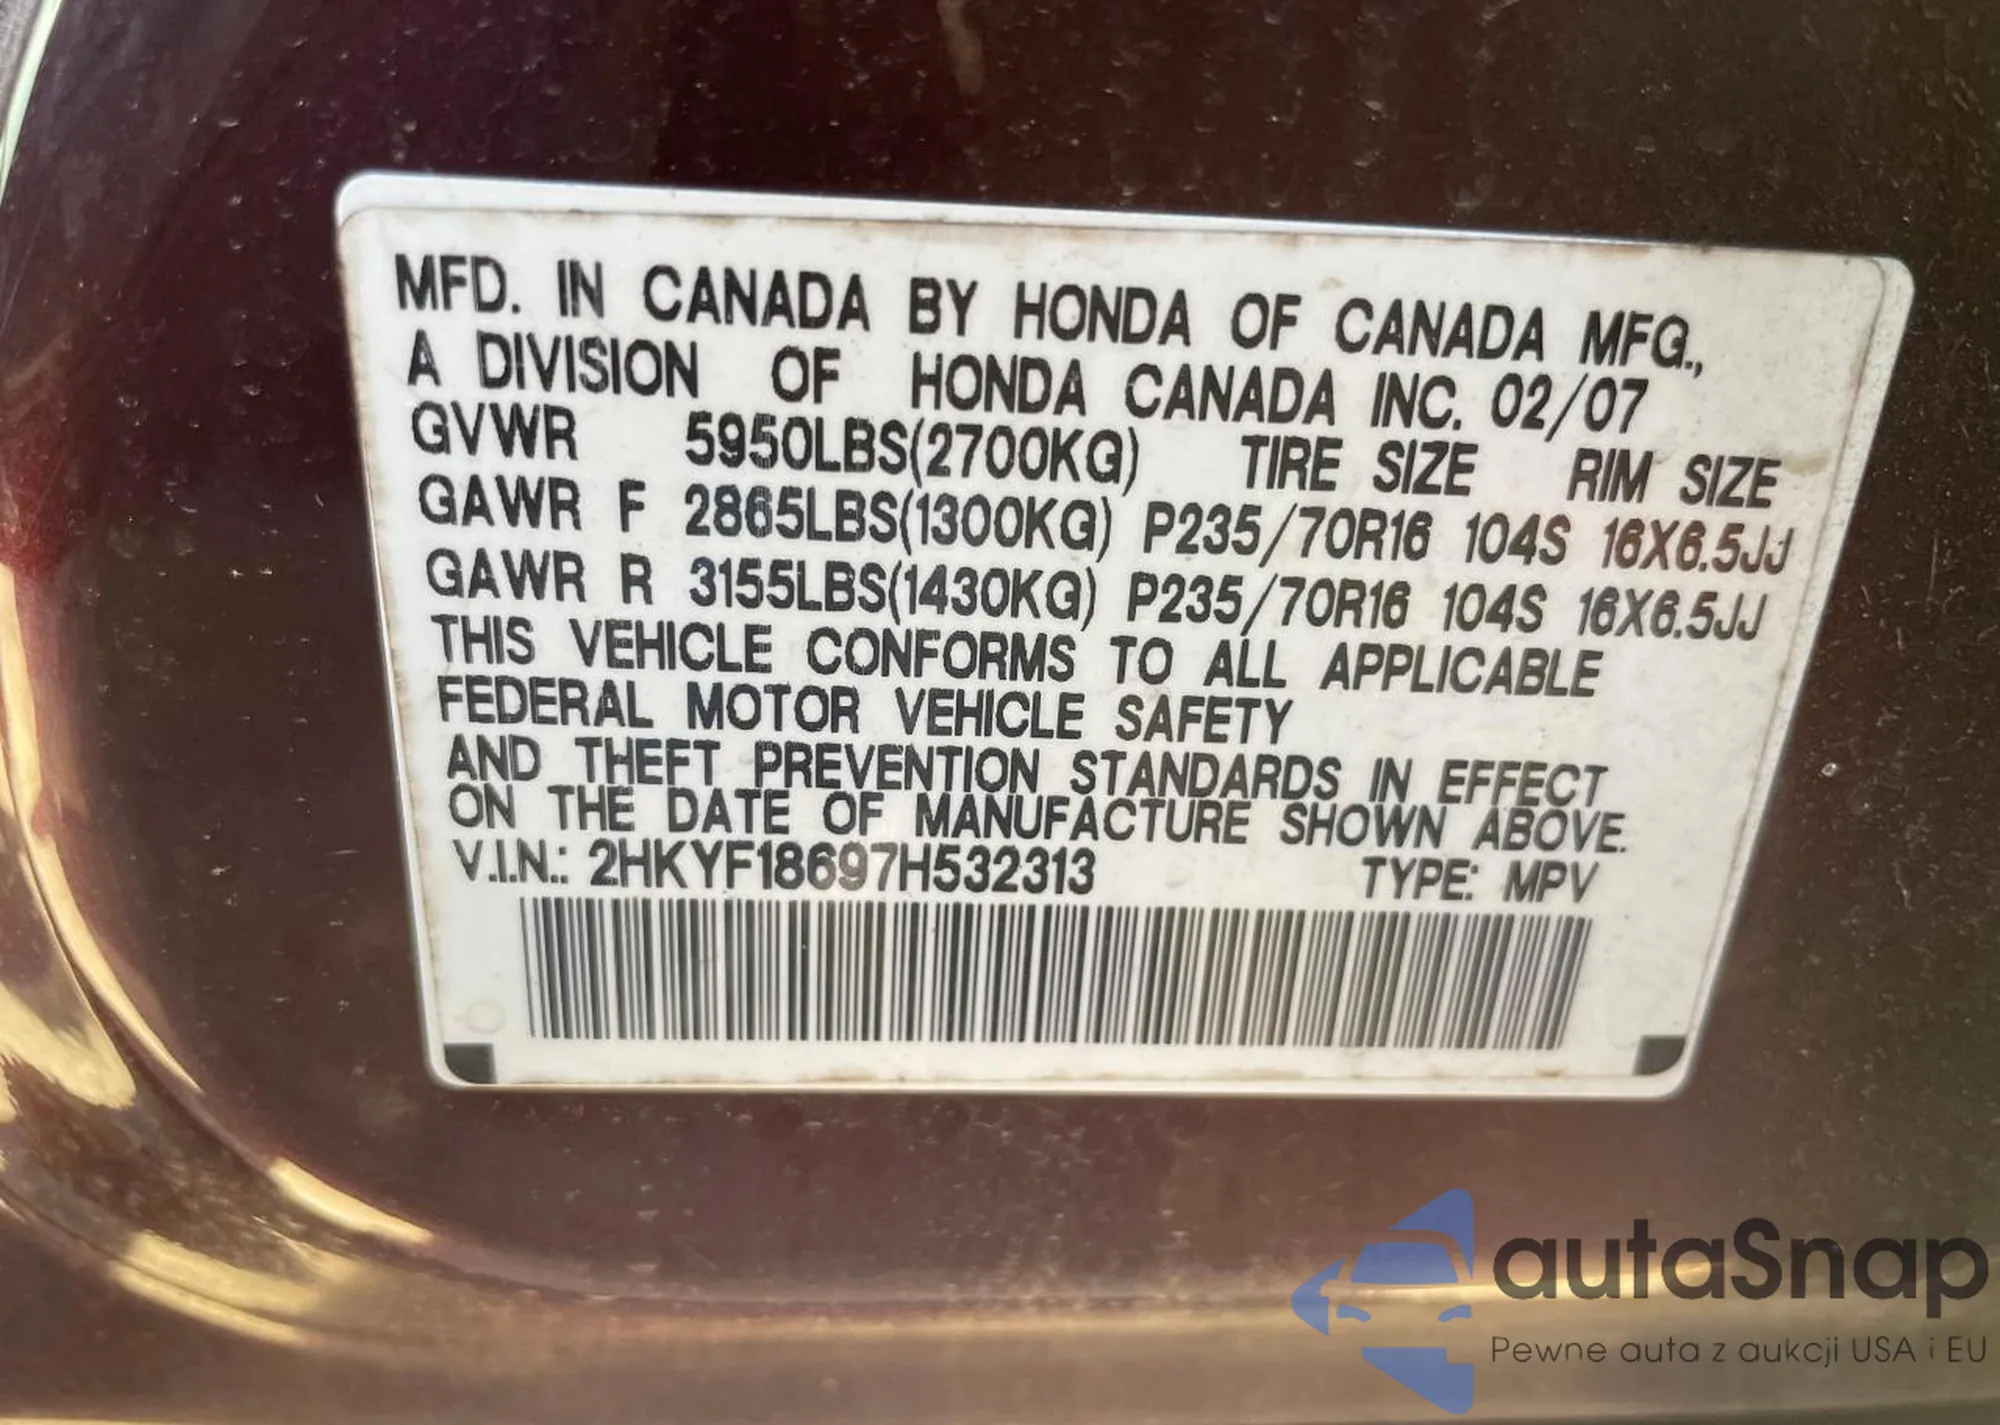 MFD. IN CANADA BY HONDA OF CANADA MFG.,
A DIVISION OF HONDA CANADA INC. 02/07
GVWR 5950LBS(2700KG) TIRE SIZE RIM SIZE
GAWR F 2865LBS(1300KG) P235/70R16 104S 16X6.5JJ
GAWR R 3155LBS(1430KG) P235/70R16 104S 16X6.5JJ
THIS VEHICLE CONFORMS TO ALL APPLICABLE
FEDERAL MOTOR VEHICLE SAFETY
AND THEFT PREVENTION STANDARDS IN EFFECT
ON THE DATE OF MANUFACTURE SHOWN ABOVE.
V.I.N.: 2HKYF18697H532313 TYPE: MPV
autaSnap
Pewne auta z aukcji USA i EU